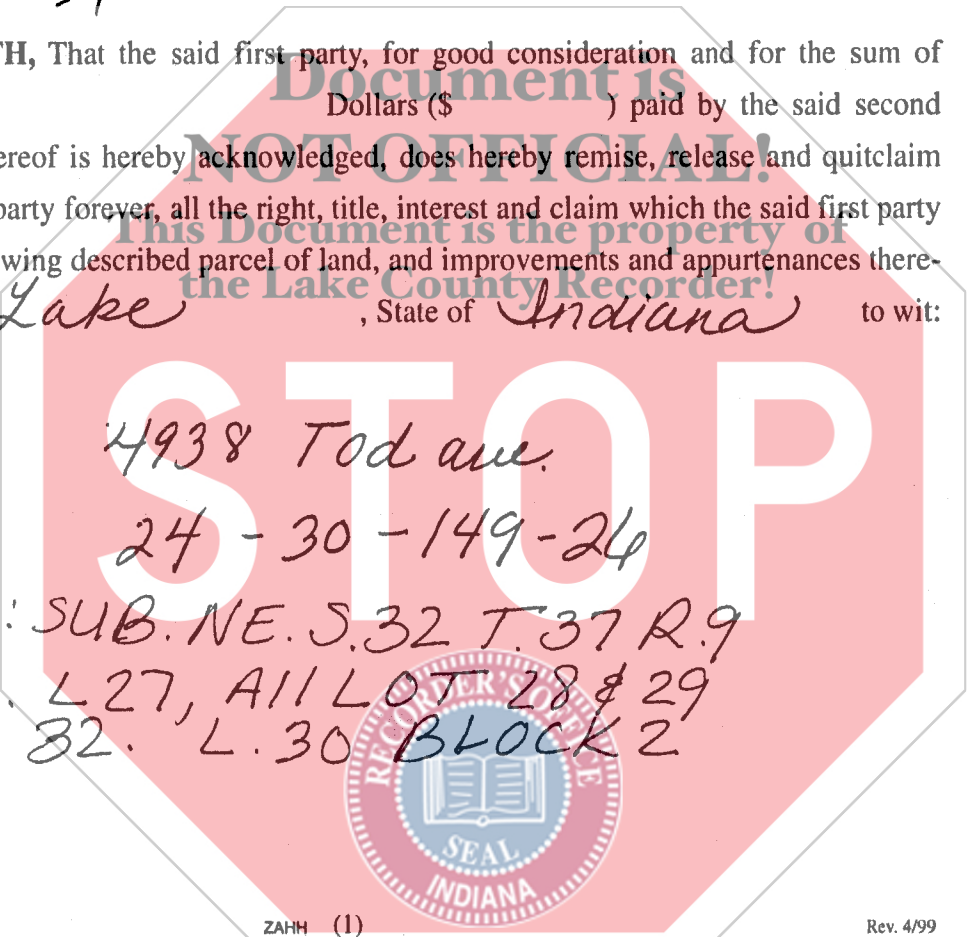 TH, That the said first party, for good consideration and for the sum of
Dollars ($ ) paid by the said second
ereof is hereby acknowledged, does hereby remise, release and quitclaim
party forever, all the right, title, interest and claim which the said first party
wing described parcel of land, and improvements and appurtenances there-
Lake , State of Indiana to wit:
Document is
NOT OFFICIAL!
This Document is the property of
the Lake County Recorder!
STOP
4938 Tod ave.
24-30-149-26
: SUB. NE. S.32 T.37 R.9
. L27, All LOT 28 & 29
32. L.30 BLOCK 2
RECORDER'S OFFICE
SEAL
INDIANA
ZAHH (1)
Rev. 4/99